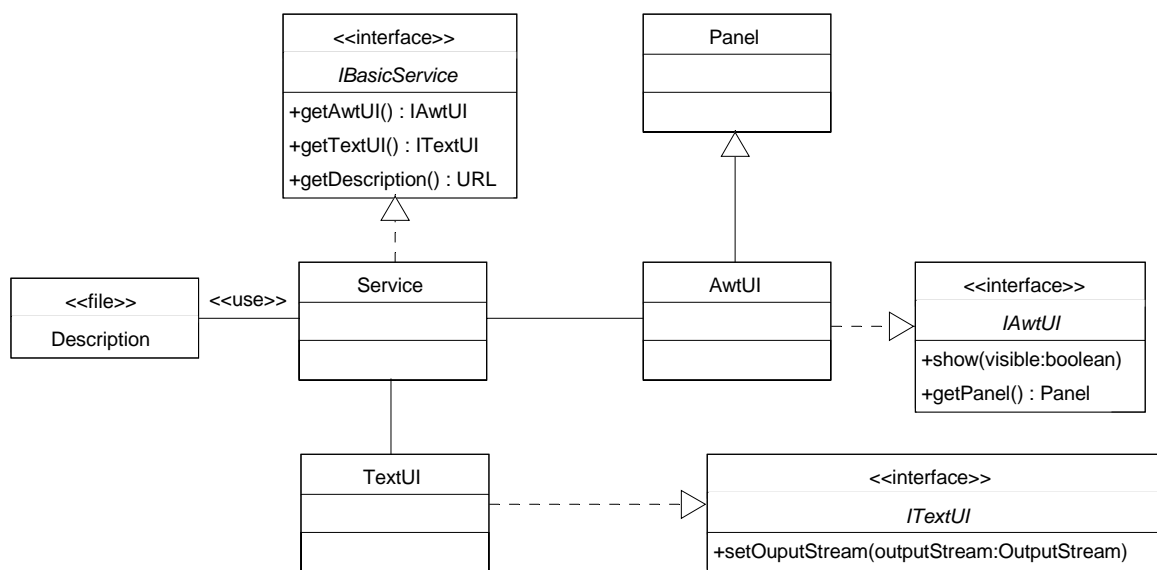 <<interface>>
IBasicService
+getAwtUI() : IAwtUI
+getTextUI() : ITextUI
+getDescription() : URL
Panel
<<file>>
Description
<<use>>
Service
AwtUI
<<interface>>
IAwtUI
+show(visible:boolean)
+getPanel() : Panel
TextUI
<<interface>>
ITextUI
+setOuputStream(outputStream:OutputStream)